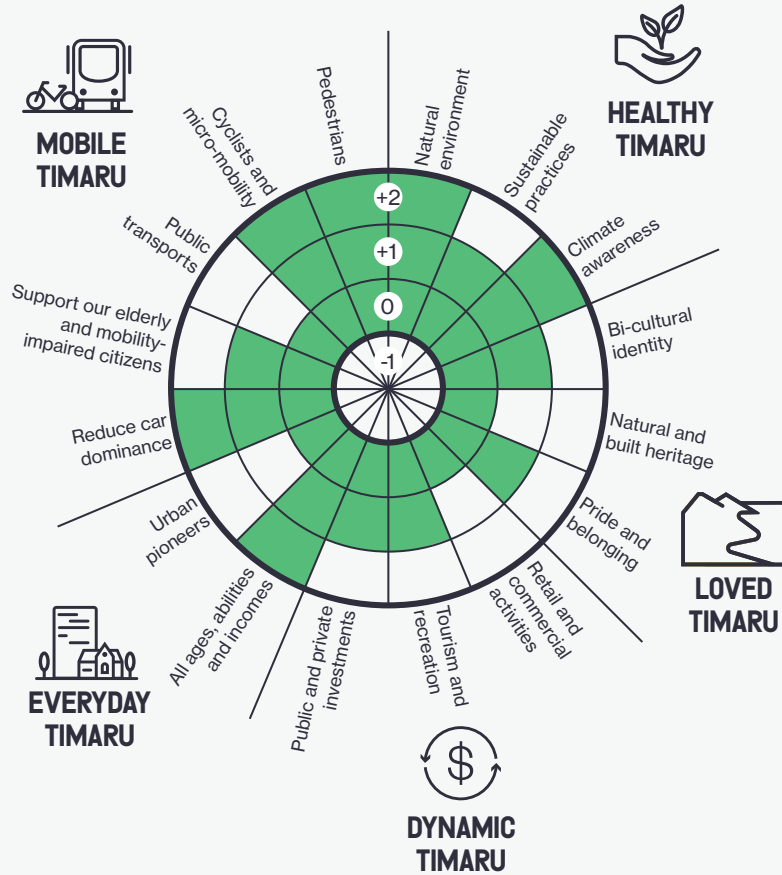 MOBILE
TIMARU
HEALTHY
TIMARU
Pedestrians
Natural
environment
Cyclists and
micro-mobility
Sustainable
practices
Public
transports
Climate
awareness
Support our elderly
and mobility-
impaired citizens
Bi-cultural
identity
Reduce car
dominance
Natural and
built heritage
+2
+1
0
-1
Urban
pioneers
Pride and
belonging
LOVED
TIMARU
All ages, abilities
and incomes
Retail and
commercial
activities
Public and private
investments
Tourism and
recreation
EVERYDAY
TIMARU
$
DYNAMIC
TIMARU